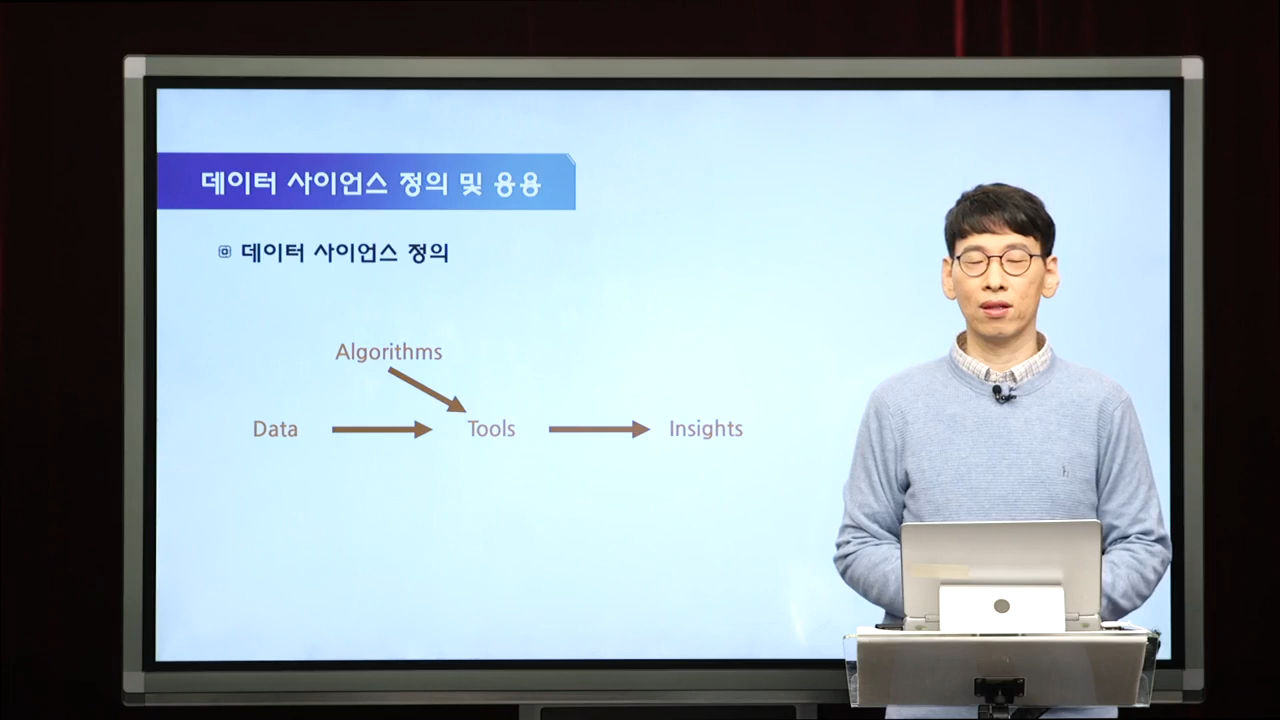 데이터 사이언스 정의 및 응용
데이터 사이언스 정의
Algorithms
Data
Tools
Insights